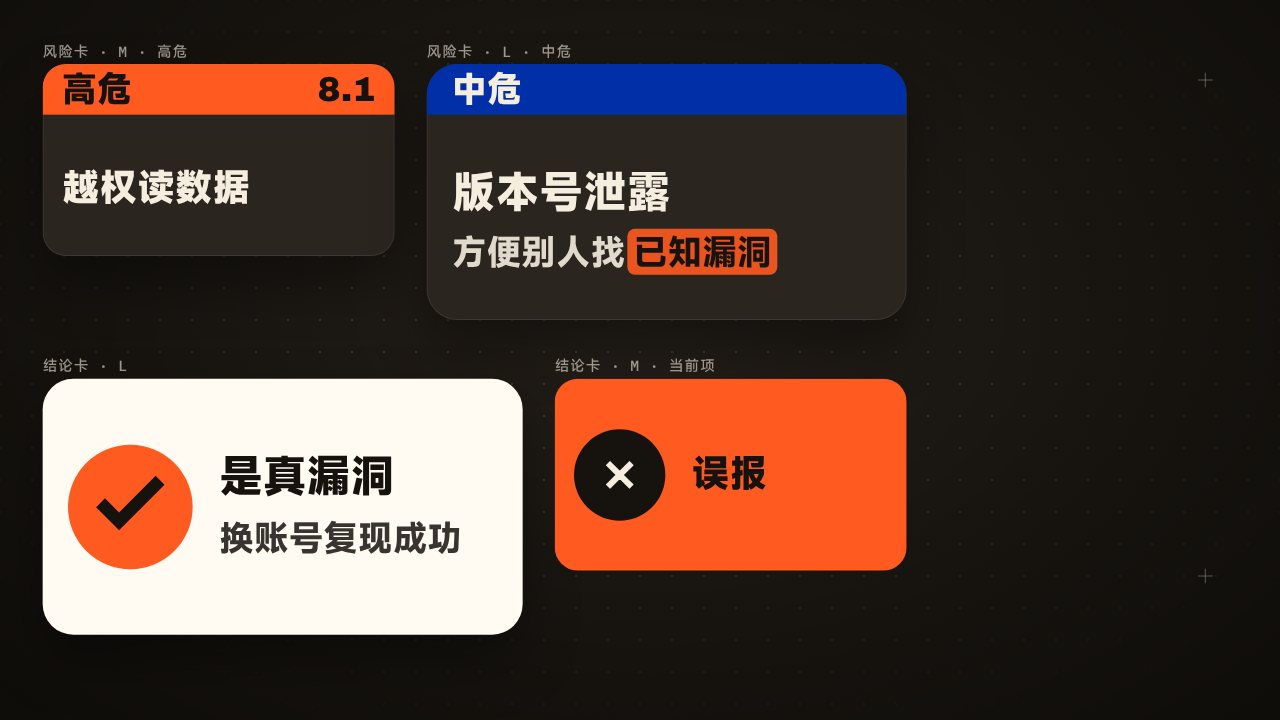 风险卡 · M · 高危
高危 8.1
越权读数据
风险卡 · L · 中危
中危
版本号泄露
方便别人找已知漏洞
结论卡 · L
是真漏洞
换账号复现成功
结论卡 · M · 当前项
误报